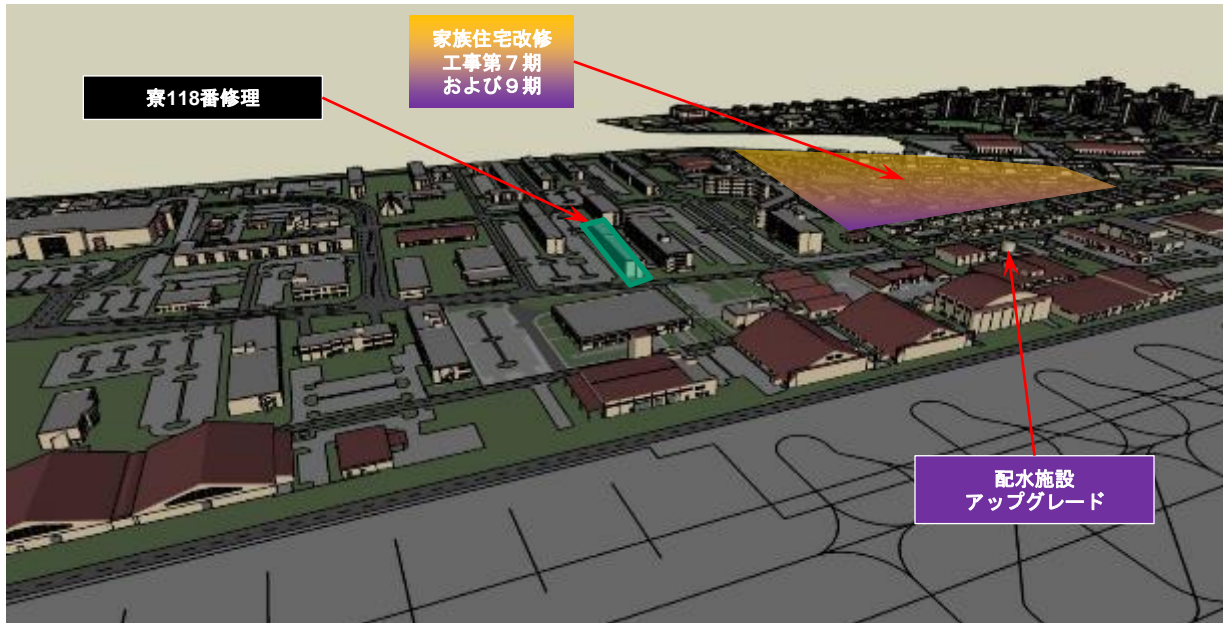 家族住宅改修
工事第７期
および９期
寮118番修理
配水施設
アップグレード